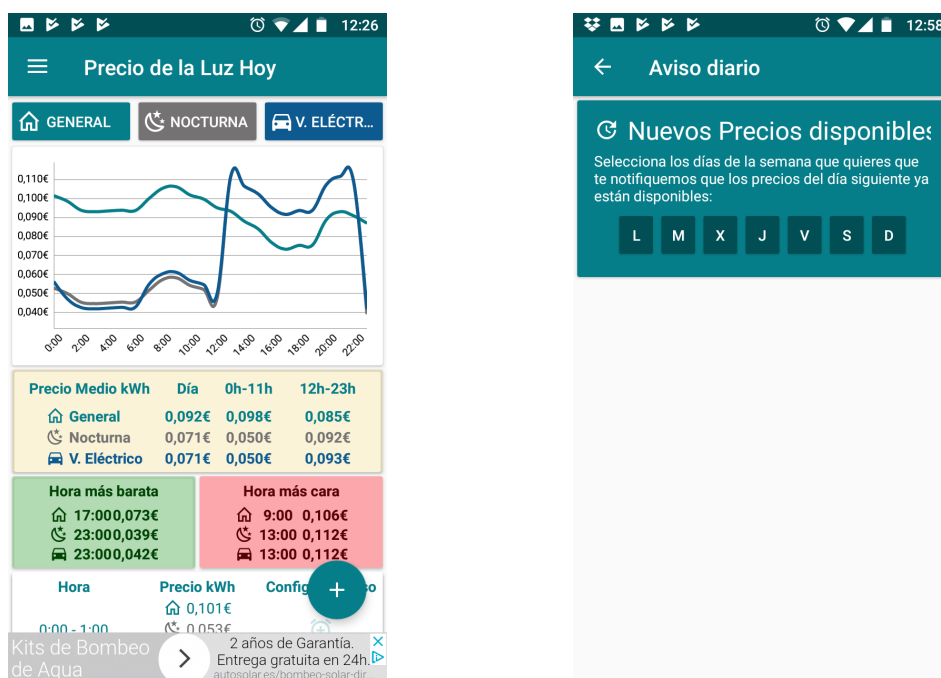 12:26
Precio de la Luz Hoy
GENERAL NOCTURNA V. ELÉCTR...
0,110€
0,100€
0,090€
0,080€
0,070€
0,060€
0,050€
0,040€
0:00 2:00 4:00 6:00 8:00 10:00 12:00 14:00 16:00 18:00 20:00 22:00
Precio Medio kWh Día 0h-11h 12h-23h
General 0,092€ 0,098€ 0,085€
Nocturna 0,071€ 0,050€ 0,092€
V. Eléctrico 0,071€ 0,050€ 0,093€
Hora más barata
17:00 0,073€
23:00 0,039€
23:00 0,042€
Hora más cara
9:00 0,106€
13:00 0,112€
13:00 0,112€
Hora Precio kWh
0,101€
0:00 - 1:00 0,053€
Kits de Bombeo
de Agua
2 años de Garantía.
Entrega gratuita en 24h.
autosolar.es/bombeo-solar-dir
12:58
Aviso diario
Nuevos Precios disponibles
Selecciona los días de la semana que quieres que
te notifiquemos que los precios del día siguiente ya
están disponibles:
L M X J V S D